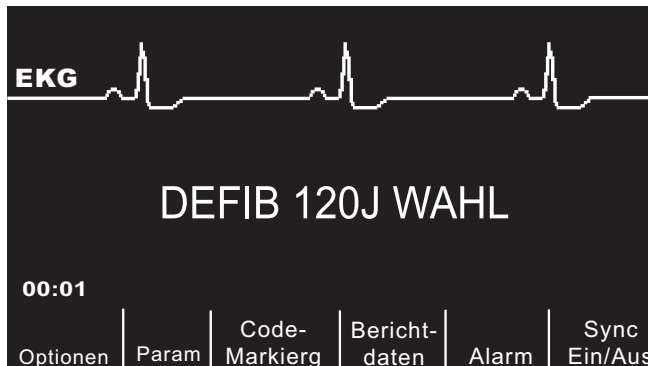 EKG
DEFIB 120J WAHL
00:01
Optionen
Param
Code-
Markierg
Bericht-
daten
Alarm
Sync
Ein/Aus